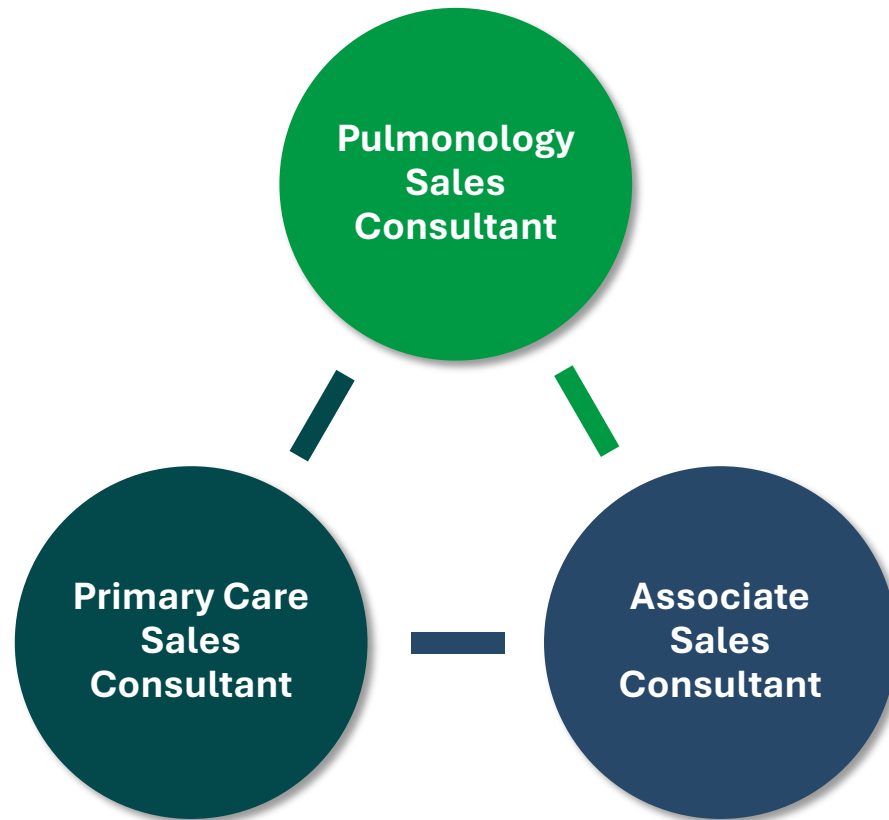 Pulmonology
Sales
Consultant
Primary Care
Sales
Consultant
Associate
Sales
Consultant